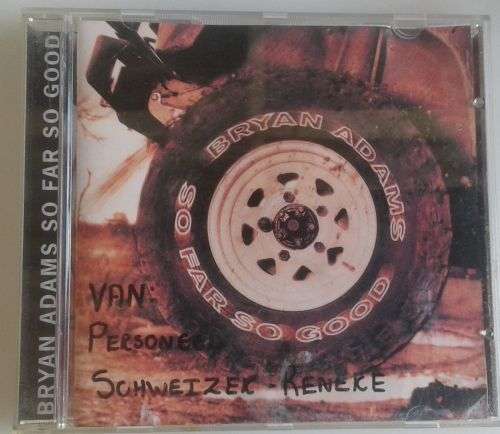 BRYAN ADAMS SO FAR SO GOOD
BRYAN ADAMS
SO FAR SO GOOD
VAN:
PERSONEEL
SCHWEIZER-RENEKE